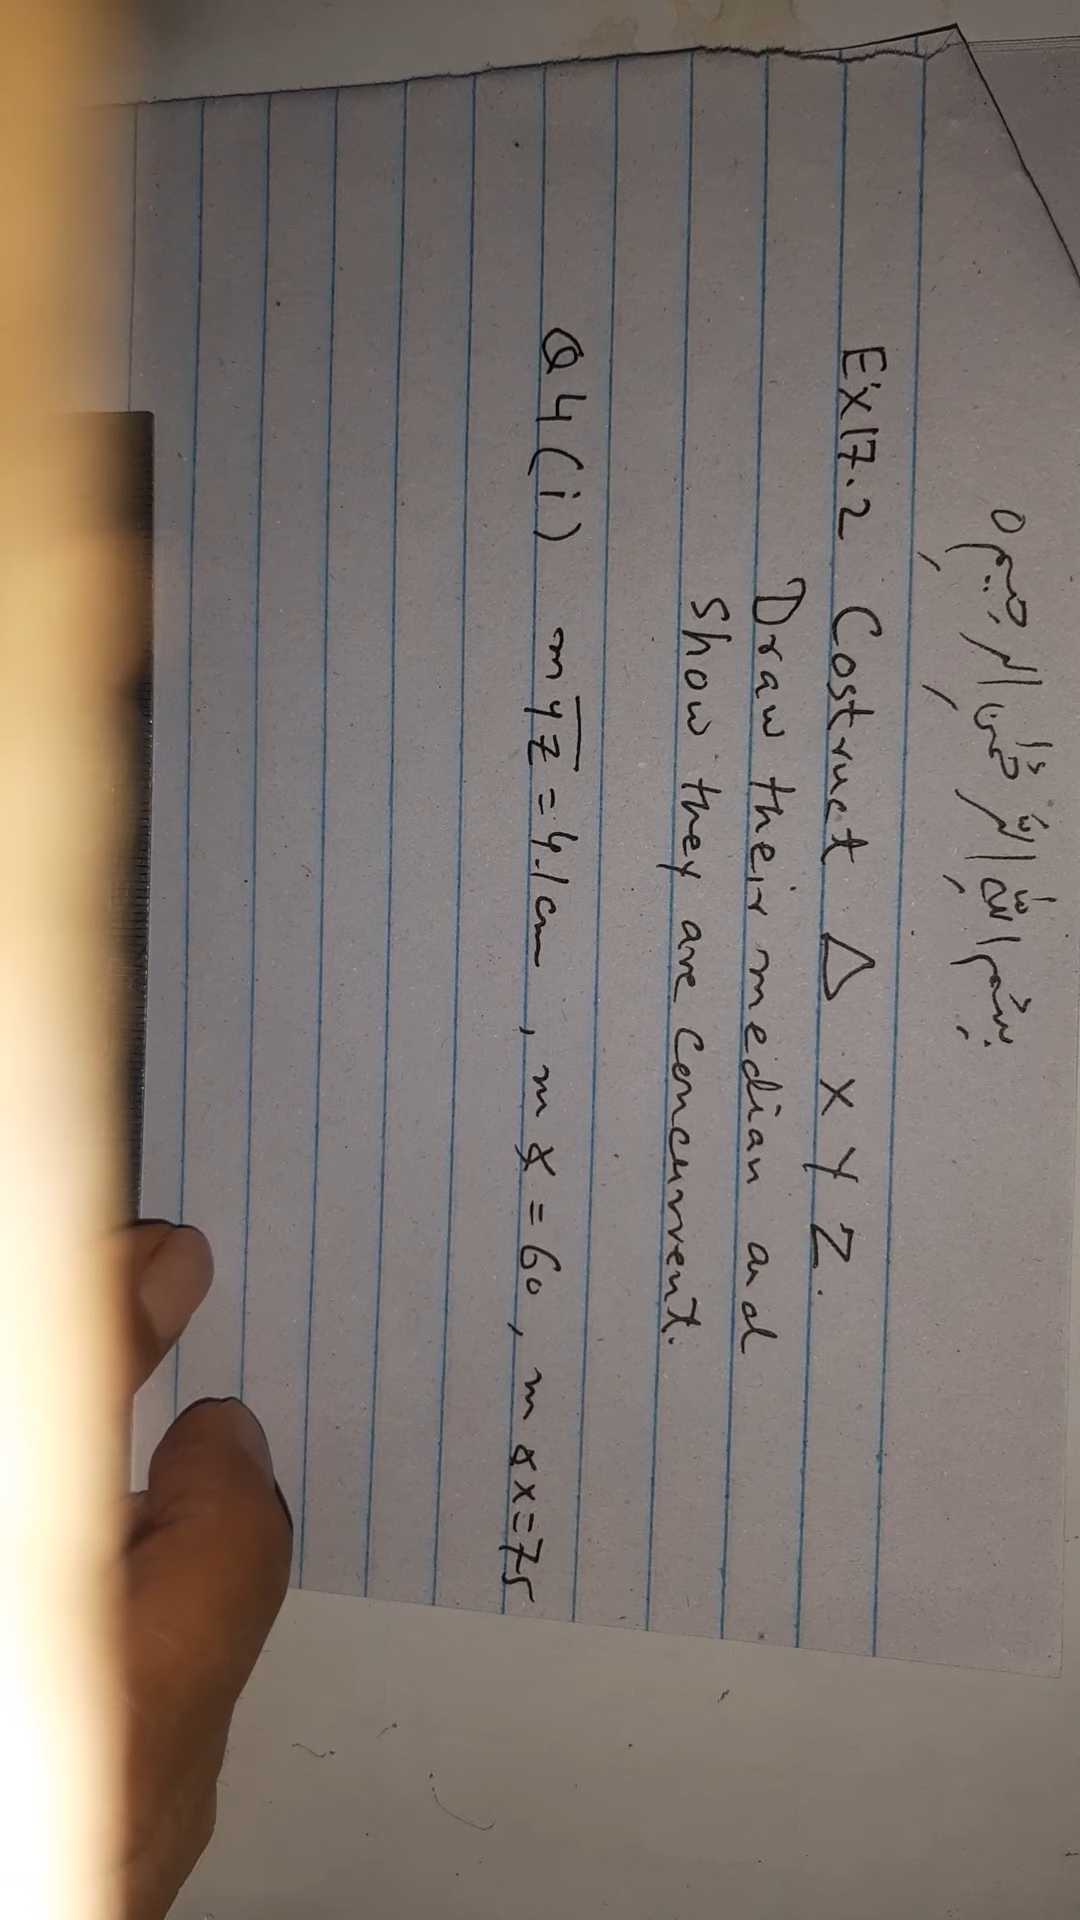 بسم اللہ الرحمن الرحیم
Ex17.2 Costruct △ X Y Z.
Draw their median and
show they are concurrent.
Q4(i) m\overline{YZ} = 4.1cm , m = 60 , m X = 75